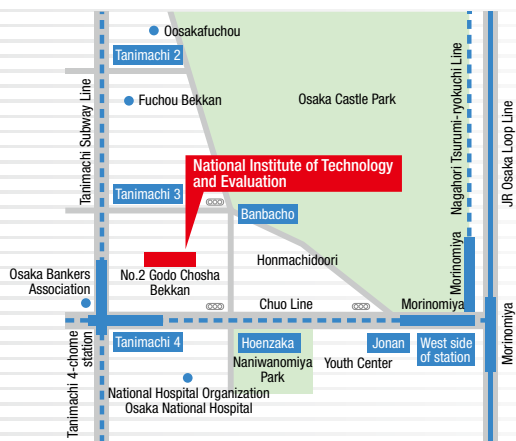 Oosakafuchou
Tanimachi 2
Fuchou Bekkan
Osaka Castle Park
Tanimachi Subway Line
Nagahori Tsurumi-ryokuchi Line
JR Osaka Loop Line
National Institute of Technology
and Evaluation
Tanimachi 3
Banbacho
Honmachidoori
Morinomiya
Osaka Bankers
Association
No.2 Godo Chosha
Bekkan
Chuo Line
Morinomiya
Tanimachi 4
Hoenzaka
Jonan
West side
of station
Morinomiya
Naniwanomiya
Park
Youth Center
Tanimachi 4-chome
station
National Hospital Organization
Osaka National Hospital